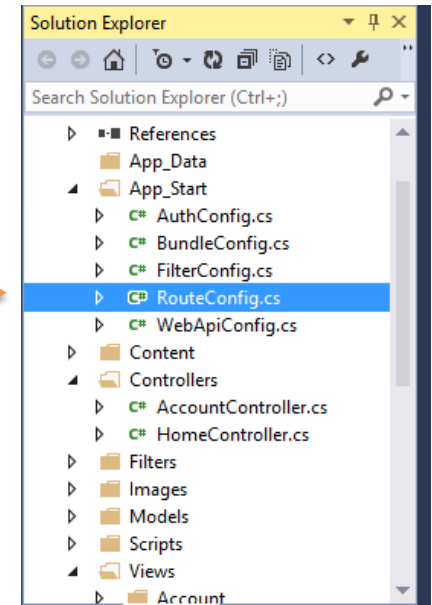 Solution Explorer
Search Solution Explorer (Ctrl+;)
References
App_Data
App_Start
C# AuthConfig.cs
C# BundleConfig.cs
C# FilterConfig.cs
C# RouteConfig.cs
C# WebApiConfig.cs
Content
Controllers
C# AccountController.cs
C# HomeController.cs
Filters
Images
Models
Scripts
Views
Account